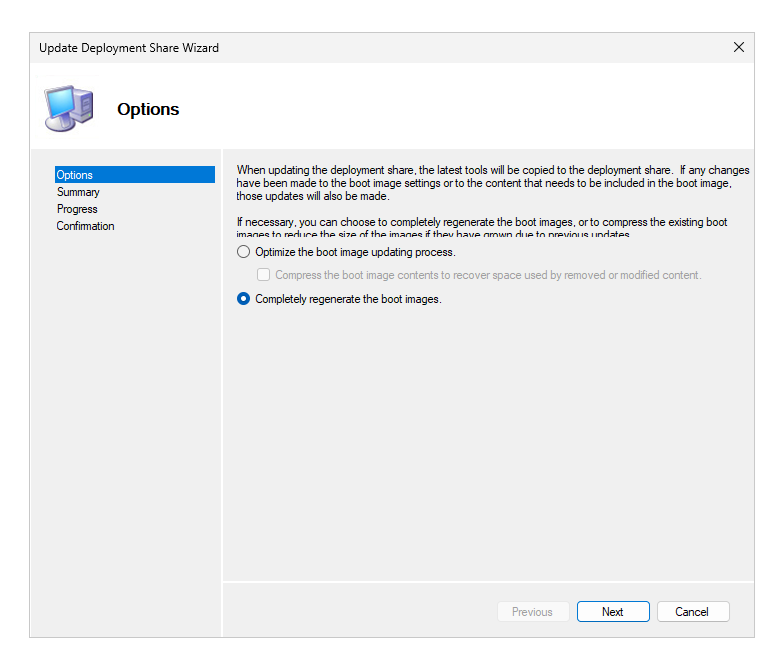 Update Deployment Share Wizard
Options
Options
Summary
Progress
Confirmation
When updating the deployment share, the latest tools will be copied to the deployment share.  If any changes
have been made to the boot image settings or to the content that needs to be included in the boot image,
those updates will also be made.
If necessary, you can choose to completely regenerate the boot images, or to compress the existing boot
images to reduce the size of the images if they have grown due to previous updates
Optimize the boot image updating process.
Compress the boot image contents to recover space used by removed or modified content.
Completely regenerate the boot images.
Previous
Next
Cancel